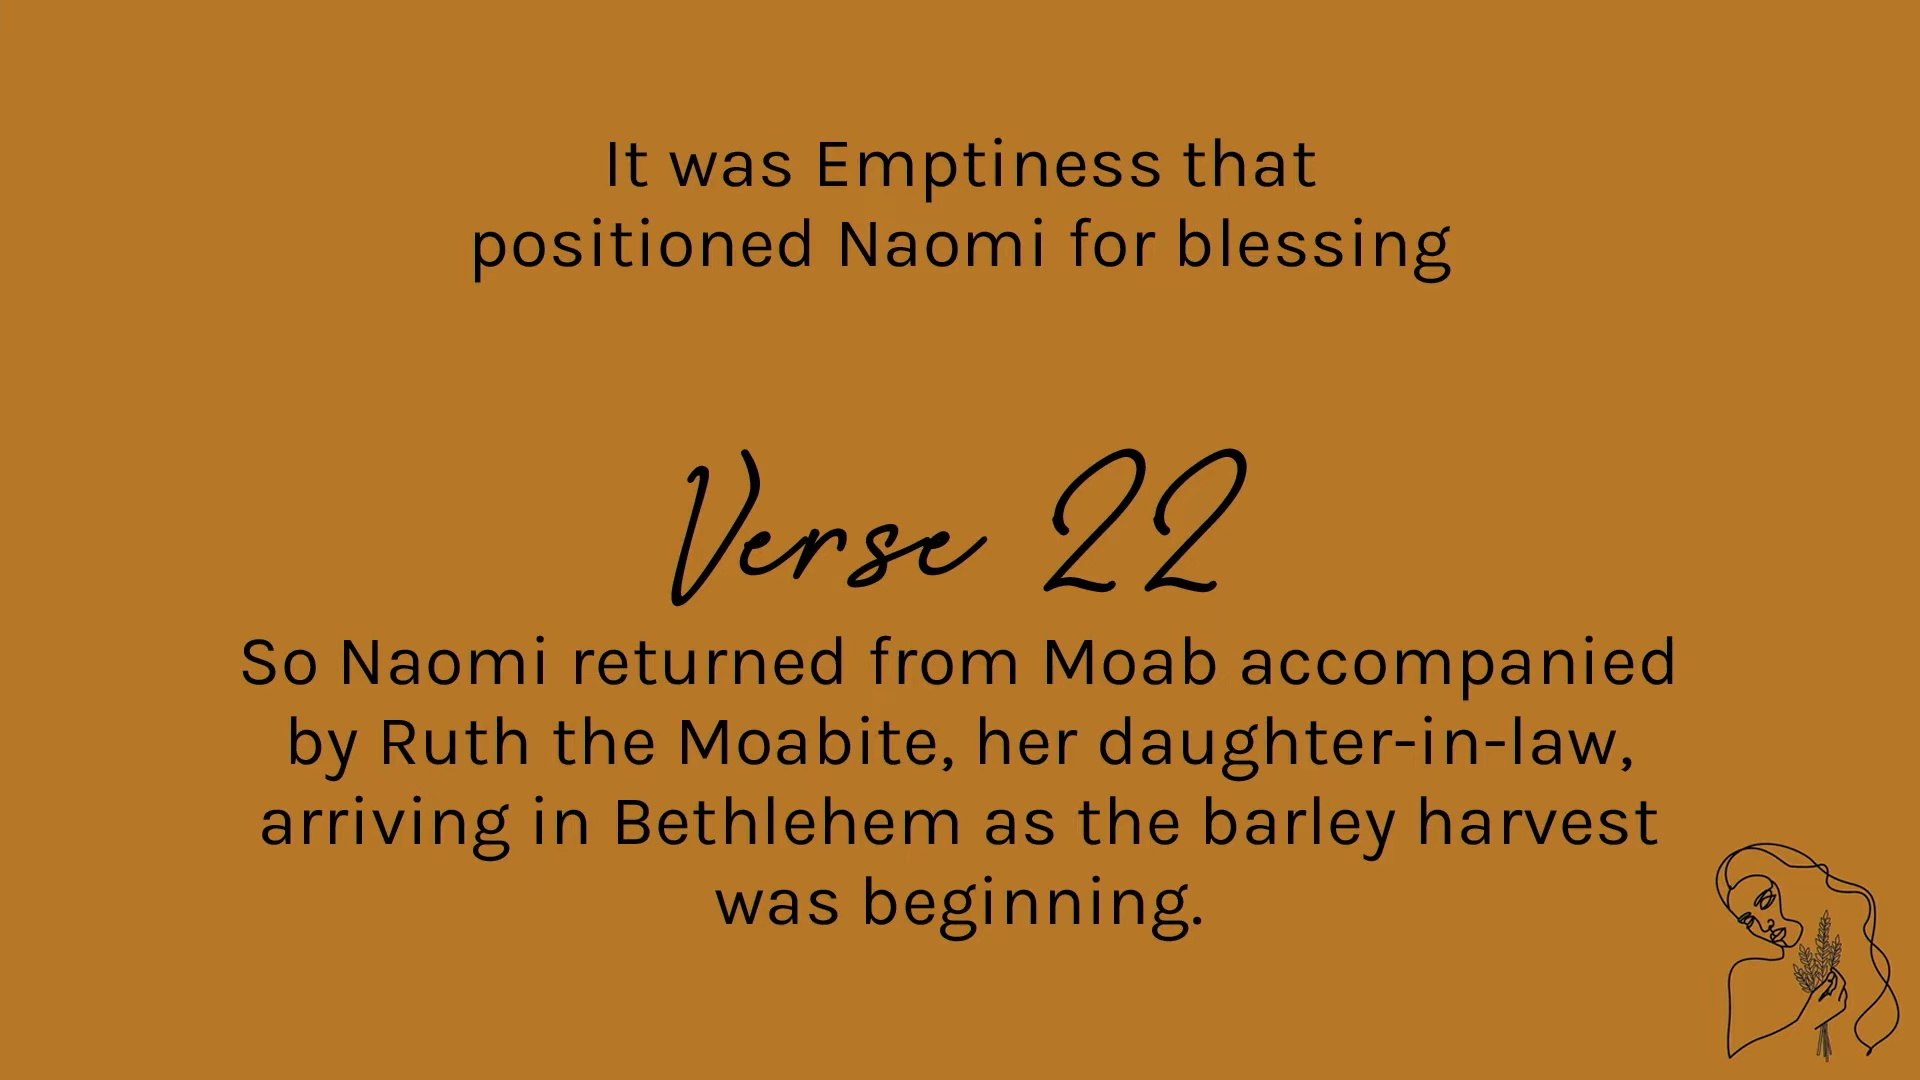 It was Emptiness that
positioned Naomi for blessing
Verse 22
So Naomi returned from Moab accompanied
by Ruth the Moabite, her daughter-in-law,
arriving in Bethlehem as the barley harvest
was beginning.